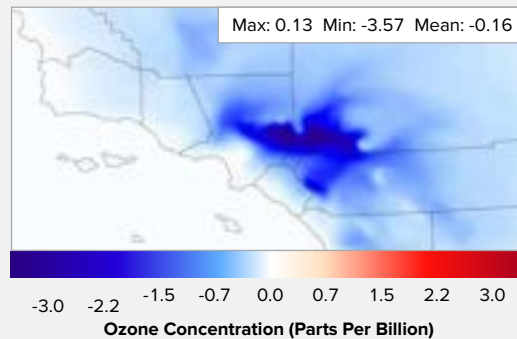 Max: 0.13 Min: -3.57 Mean: -0.16
-3.0 -2.2 -1.5 -0.7 0.0 0.7 1.5 2.2 3.0
Ozone Concentration (Parts Per Billion)